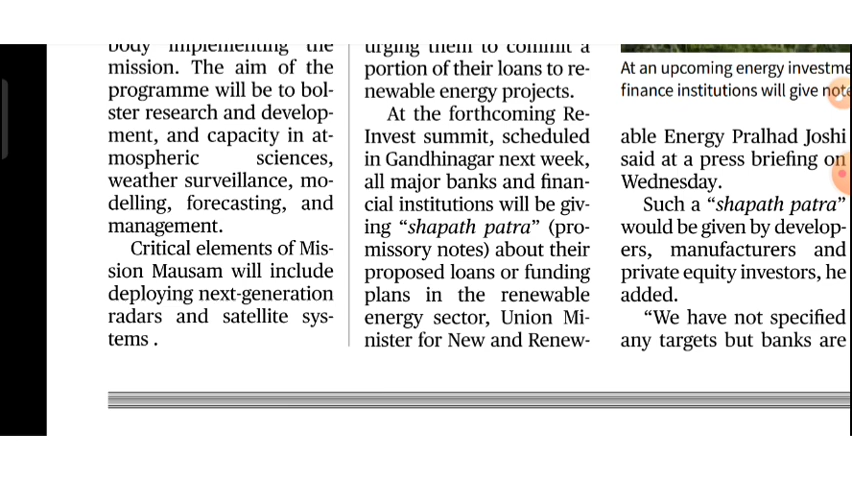 body implementing the
mission. The aim of the
programme will be to bol-
ster research and develop-
ment, and capacity in at-
mospheric sciences,
weather surveillance, mo-
delling, forecasting, and
management.
Critical elements of Mis-
sion Mausam will include
deploying next-generation
radars and satellite sys-
tems .
urging them to commit a
portion of their loans to re-
newable energy projects.
At the forthcoming Re-
Invest summit, scheduled
in Gandhinagar next week,
all major banks and finan-
cial institutions will be giv-
ing “shapath patra” (pro-
missory notes) about their
proposed loans or funding
plans in the renewable
energy sector, Union Mi-
nister for New and Renew-
At an upcoming energy investme
finance institutions will give note
able Energy Pralhad Joshi
said at a press briefing on
Wednesday.
Such a “shapath patra”
would be given by develop-
ers, manufacturers and
private equity investors, he
added.
“We have not specified
any targets but banks are